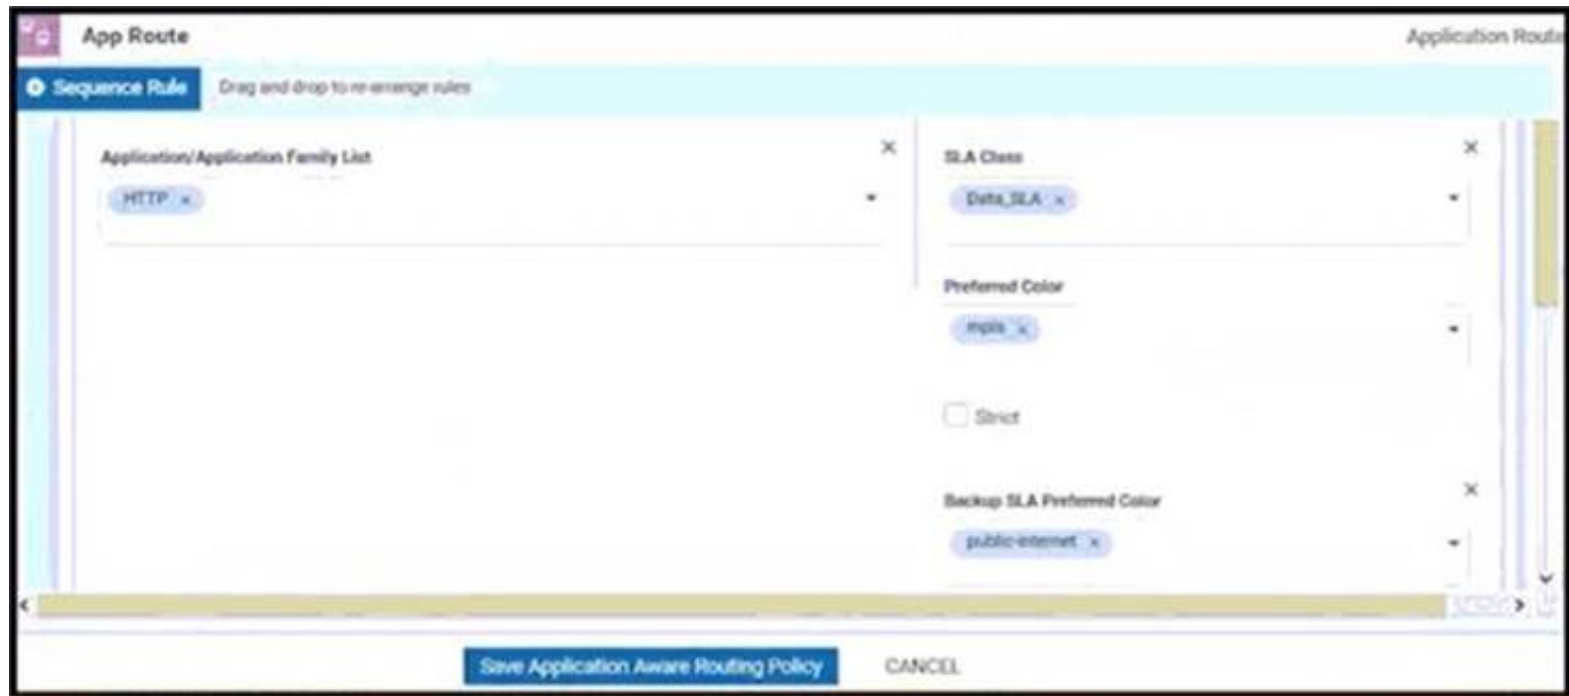 App Route
Application Route
Sequence Rule
Drag and drop to re-arrange rules
Application/Application Family List
HTTP ×
SLA Class
Data_SLA ×
Preferred Color
mpls ×
Strict
Backup SLA Preferred Color
public-internet ×
Save Application Aware Routing Policy
CANCEL